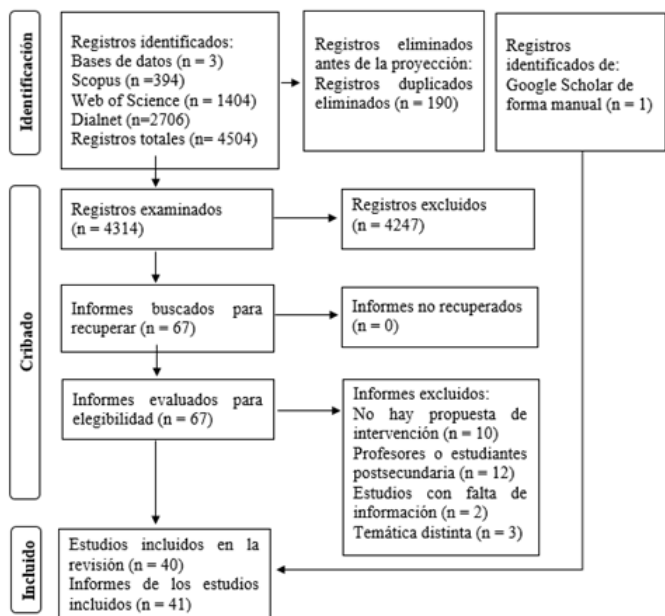 Identificación
Registros identificados:
Bases de datos (n = 3)
Scopus =394)
Web of Science (n = 1404)
Dialnet (n=2706)
Registros totales (n= 4504)
Registros eliminados
antes de la proyección:
Registros duplicados
eliminados (n = 190)
Registros
identificados de:
Google Scholar de
forma manual (n = 1)
Cribado
Registros examinados
(n = 4314)
Registros excluidos
(n = 4247)
Informes buscados para
recuperar (n = 67)
Informes no recuperados
(n = 0)
Informes evaluados para
elegibilidad (n = 67)
Informes excluidos:
No hay propuesta de
intervención (n = 10)
Profesores o estudiantes
postsecundaria (n = 12)
Estudios con falta de
información (n = 2)
Temática distinta (n = 3)
Incluido
Estudios incluidos en la
revisión (n = 40)
Informes de los estudios
incluidos (n = 41)